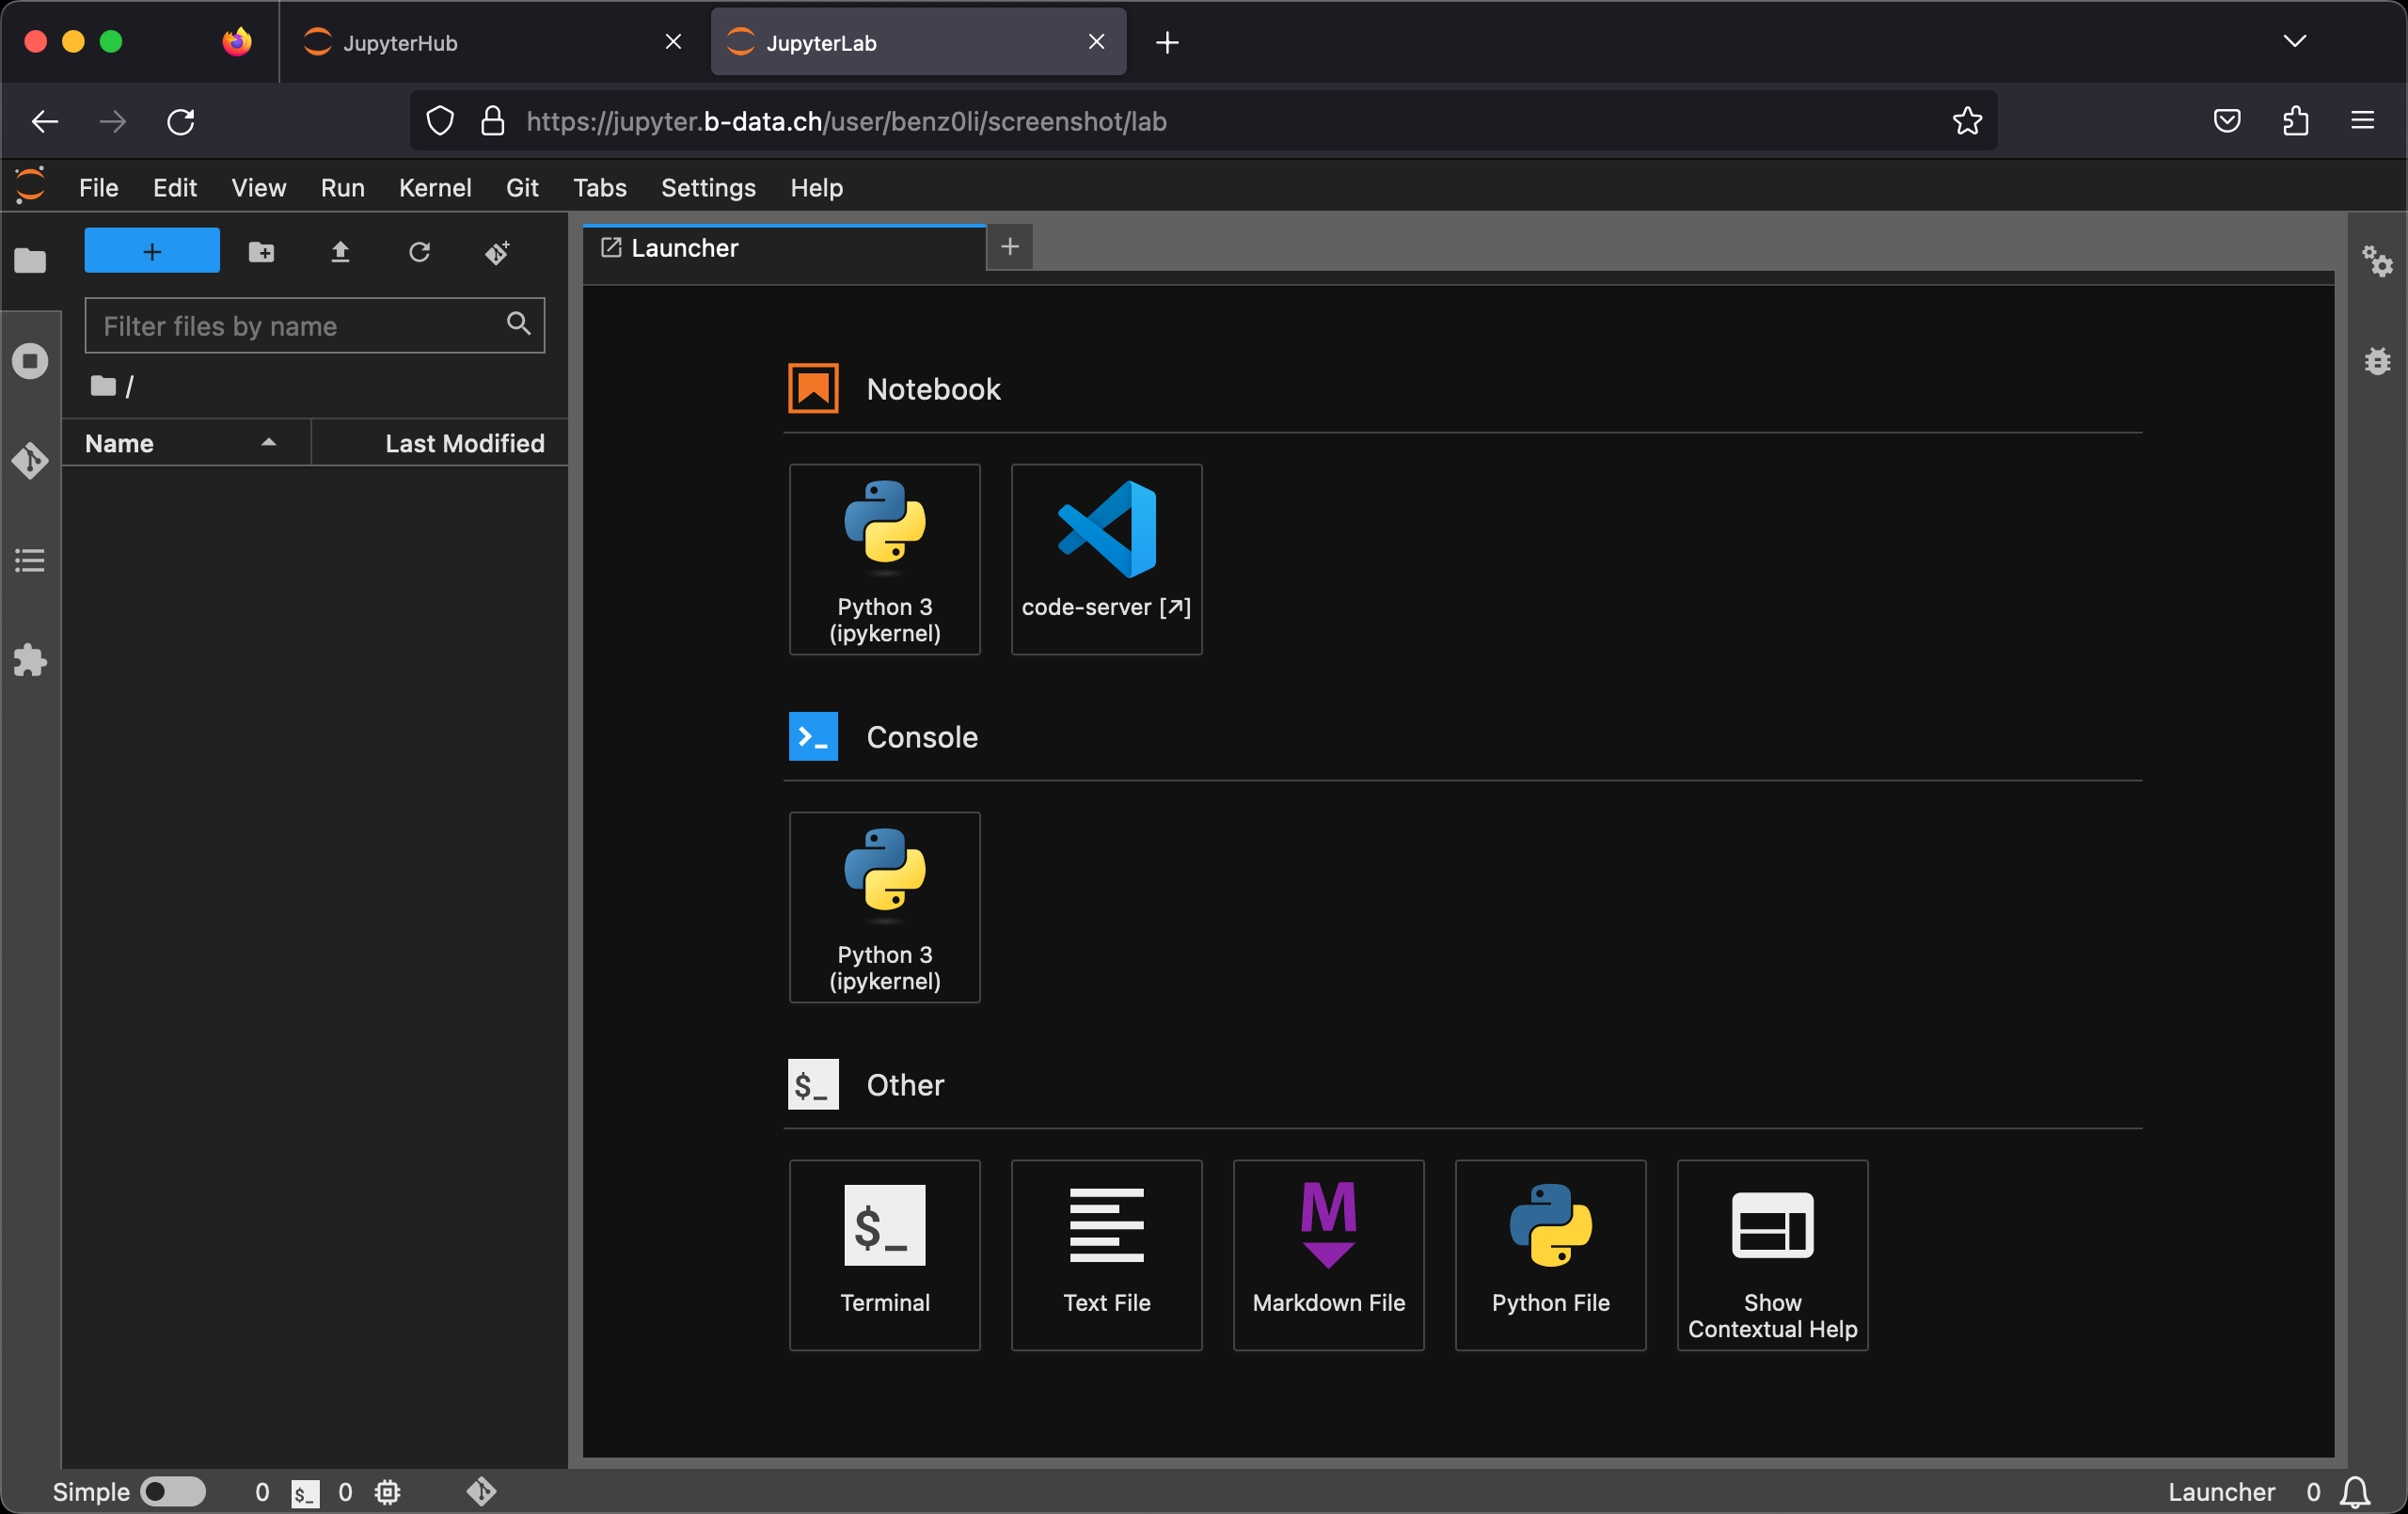 JupyterHub
JupyterLab
https://jupyter.b-data.ch/user/benz0li/screenshot/lab
File Edit View Run Kernel Git Tabs Settings Help
Launcher
Filter files by name
/
Name Last Modified
Notebook
Python 3
(ipykernel)
code-server [↗]
Console
>_
Python 3
(ipykernel)
$_ Other
$_
Terminal
Text File
M
Markdown File
Python File
Show
Contextual Help
Simple 0 $_ 0
Launcher 0